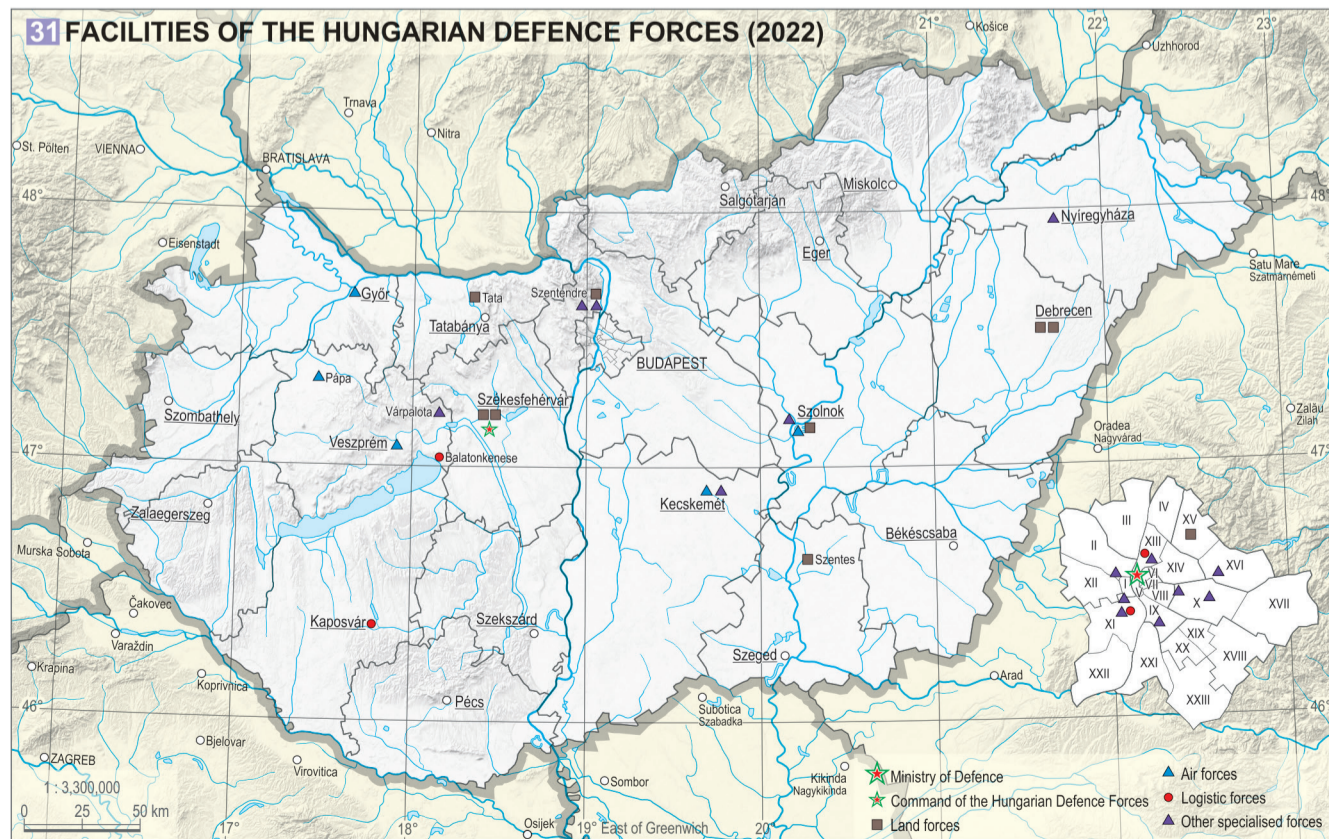 31 FACILITIES OF THE HUNGARIAN DEFENCE FORCES (2022)
21°
22°
23°
Košice
Uzhhorod
Trnava
Nitra
St. Pölten
VIENNA
BRATISLAVA
48°
48°
Salgótarján
Miskolc
Nyíregyháza
Eisenstadt
Eger
Satu Mare
Szatmárnémeti
Győr
Tata
Szentendre
Tatabánya
Debrecen
BUDAPEST
Pápa
Szombathely
Várpalota
Székesfehérvár
Szolnok
Zalău
Zilah
Oradea
Nagyvárad
Veszprém
47°
47°
Balatonkenese
Zalaegerszeg
Kecskemét
Békéscsaba
Murska Sobota
Szentes
Čakovec
Kaposvár
Szekszárd
Varaždin
Szeged
Krapina
Koprivnica
Pécs
Arad
Subotica
Szabadka
46°
46°
Bjelovar
ZAGREB
Virovitica
Sombor
Kikinda
Nagykikinda
Osijek
III
IV
XV
II
XIII
XIV
XVI
XII
I
VI
VII
V
VIII
X
XVII
XI
IX
XIX
XX
XVIII
XXII
XXI
XXIII
1 : 3,300,000
0 25 50 km
17°
18°
19° East of Greenwich
20°
Ministry of Defence
Command of the Hungarian Defence Forces
Land forces
Air forces
Logistic forces
Other specialised forces